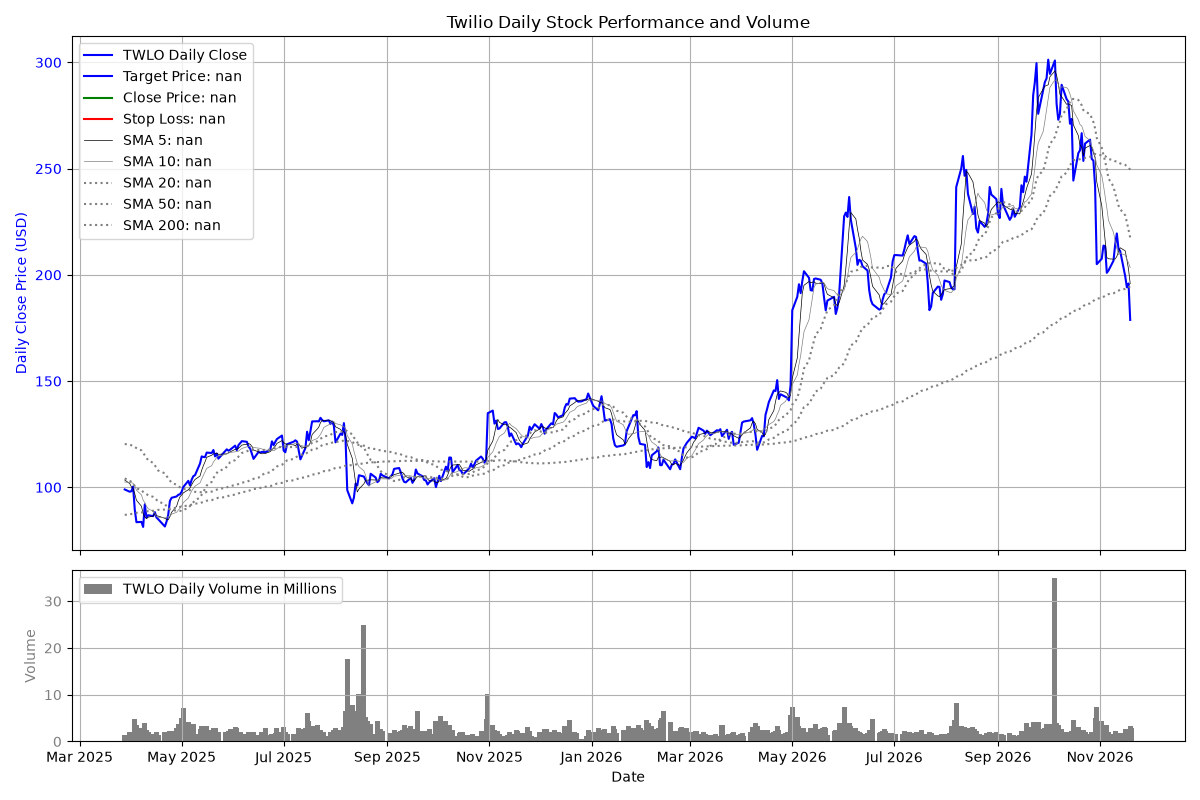 Twilio Daily Stock Performance and Volume
TWLO Daily Close
Target Price: nan
Close Price: nan
Stop Loss: nan
SMA 5: nan
SMA 10: nan
SMA 20: nan
SMA 50: nan
SMA 200: nan
300
250
200
150
100
Daily Close Price (USD)
TWLO Daily Volume in Millions
30
20
10
0
Volume
Mar 2025 May 2025 Jul 2025 Sep 2025 Nov 2025 Jan 2026 Mar 2026 May 2026 Jul 2026 Sep 2026 Nov 2026
Date